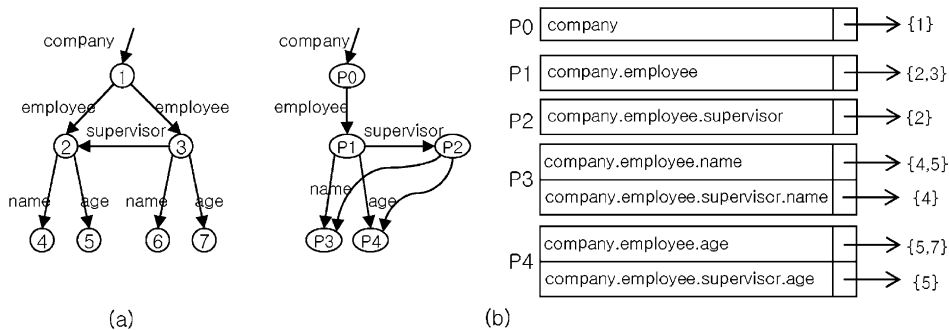 company
1
employee
employee
supervisor
2
3
name
age
name
age
4
5
6
7
(a)
company
P0
employee
supervisor
P1
P2
name
age
P3
P4
P0
company
{1}
P1
company.employee
{2,3}
P2
company.employee.supervisor
{2}
P3
company.employee.name
{4,5}
company.employee.supervisor.name
{4}
P4
company.employee.age
{5,7}
company.employee.supervisor.age
{5}
(b)